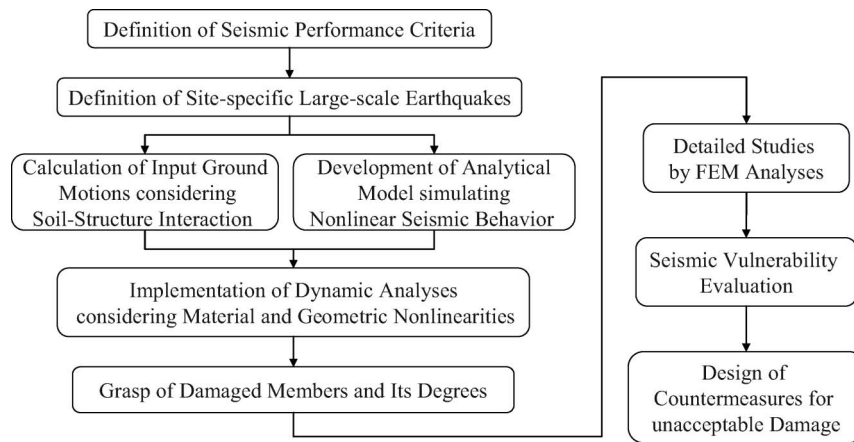 Definition of Seismic Performance Criteria
Definition of Site-specific Large-scale Earthquakes
Calculation of Input Ground
Motions considering
Soil-Structure Interaction
Development of Analytical
Model simulating
Nonlinear Seismic Behavior
Implementation of Dynamic Analyses
considering Material and Geometric Nonlinearities
Grasp of Damaged Members and Its Degrees
Detailed Studies
by FEM Analyses
Seismic Vulnerability
Evaluation
Design of
Countermeasures for
unacceptable Damage